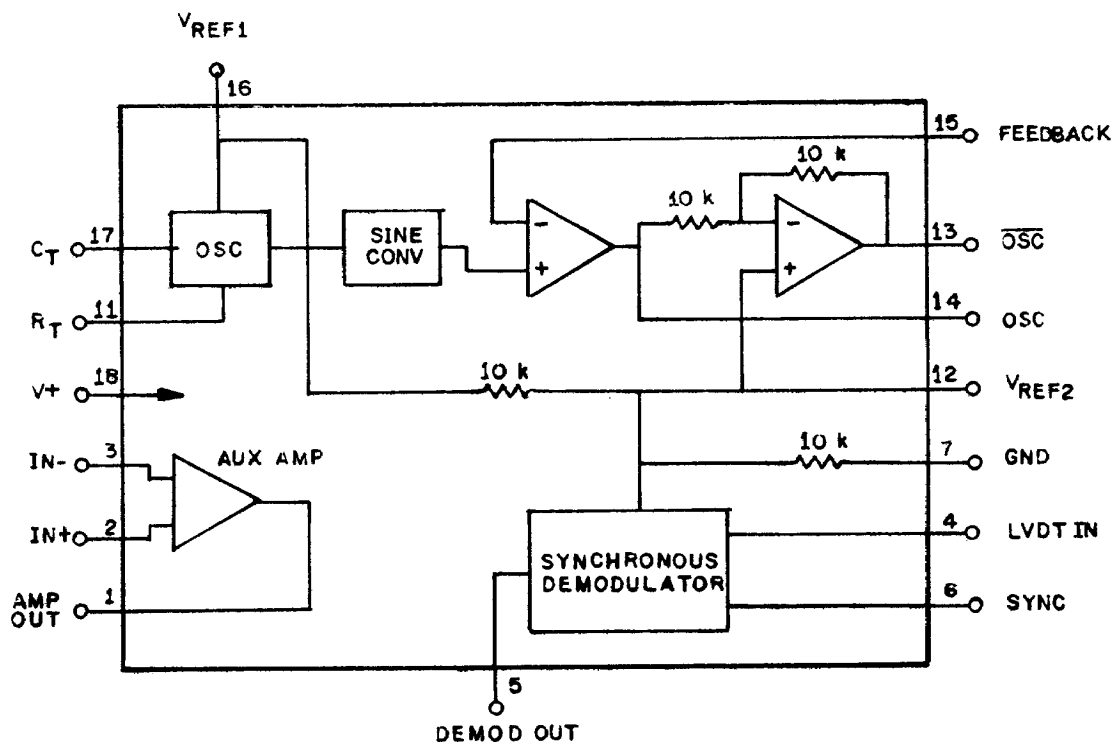 VREF1
16
15 FEEDBACK
10 k
10 k
17 CT
OSC
SINE
CONV
-
+
-
+
13 OSC
11 RT
14 OSC
18 V+
10 k
12 VREF2
3 IN-
AUX AMP
10 k
7 GND
2 IN+
4 LVDT IN
SYNCHRONOUS
DEMODULATOR
1
AMP
OUT
6 SYNC
5
DEMOD OUT